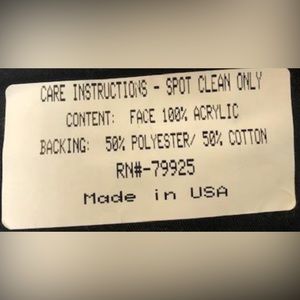 CARE INSTRUCTIONS - SPOT CLEAN ONLY
CONTENT: FACE 100% ACRYLIC
BACKING: 50% POLYESTER/ 50% COTTON
RN#-79925
Made in USA